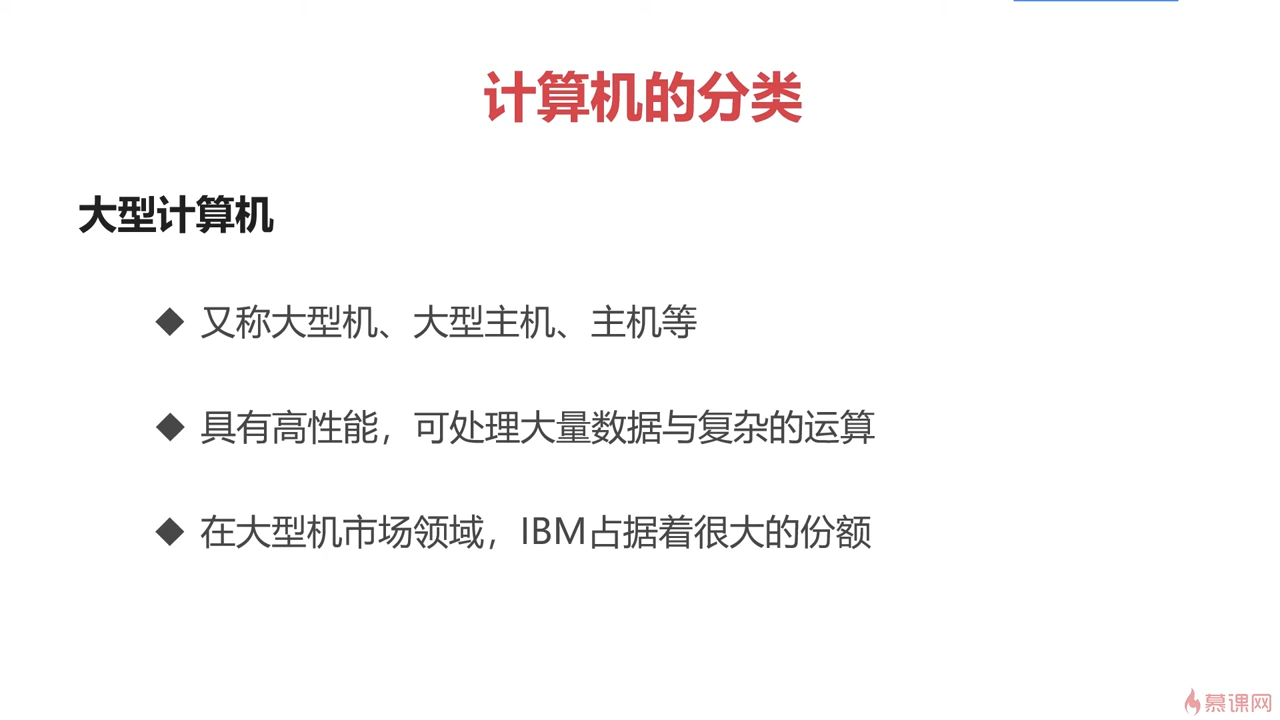 计算机的分类
大型计算机
◆ 又称大型机、大型主机、主机等
◆ 具有高性能，可处理大量数据与复杂的运算
◆ 在大型机市场领域，IBM占据着很大的份额
慕课网